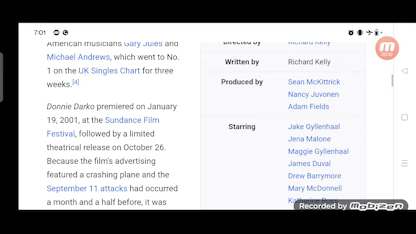 7:01
American musicians Gary Jules and
Michael Andrews, which went to No.
1 on the UK Singles Chart for three
weeks.[4]
Donnie Darko premiered on January
19, 2001, at the Sundance Film
Festival, followed by a limited
theatrical release on October 26.
Because the film's advertising
featured a crashing plane and the
September 11 attacks had occurred
a month and a half before, it was
Directed by Richard Kelly
Written by Richard Kelly
Produced by Sean McKittrick
Nancy Juvonen
Adam Fields
Starring Jake Gyllenhaal
Jena Malone
Maggie Gyllenhaal
James Duval
Drew Barrymore
Mary McDonnell
Katharine Ross
Recorded by Mobizen